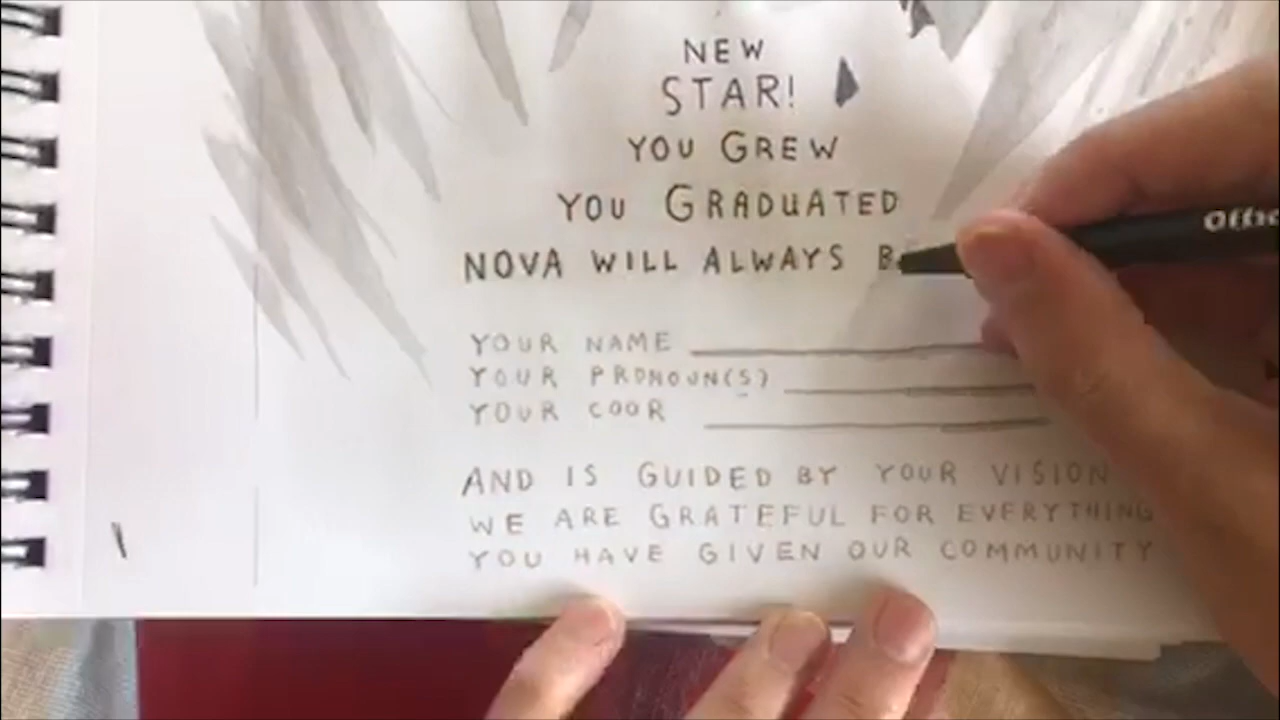 NEW
STAR!
YOU GREW
YOU GRADUATED
NOVA WILL ALWAYS
YOUR NAME
YOUR PRONOUN(S)
YOUR COOR
AND IS GUIDED BY YOUR VISION
WE ARE GRATEFUL FOR EVERYTHING
YOU HAVE GIVEN OUR COMMUNITY